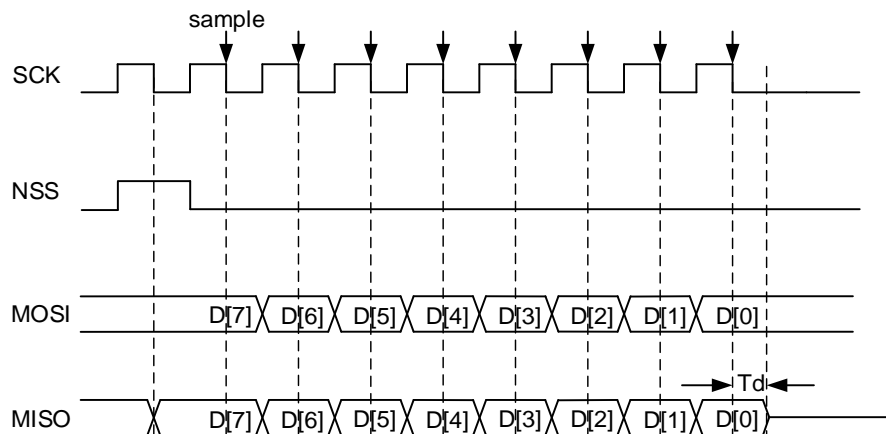 sample
SCK
NSS
MOSI D[7] D[6] D[5] D[4] D[3] D[2] D[1] D[0]
Td
MISO D[7] D[6] D[5] D[4] D[3] D[2] D[1] D[0]